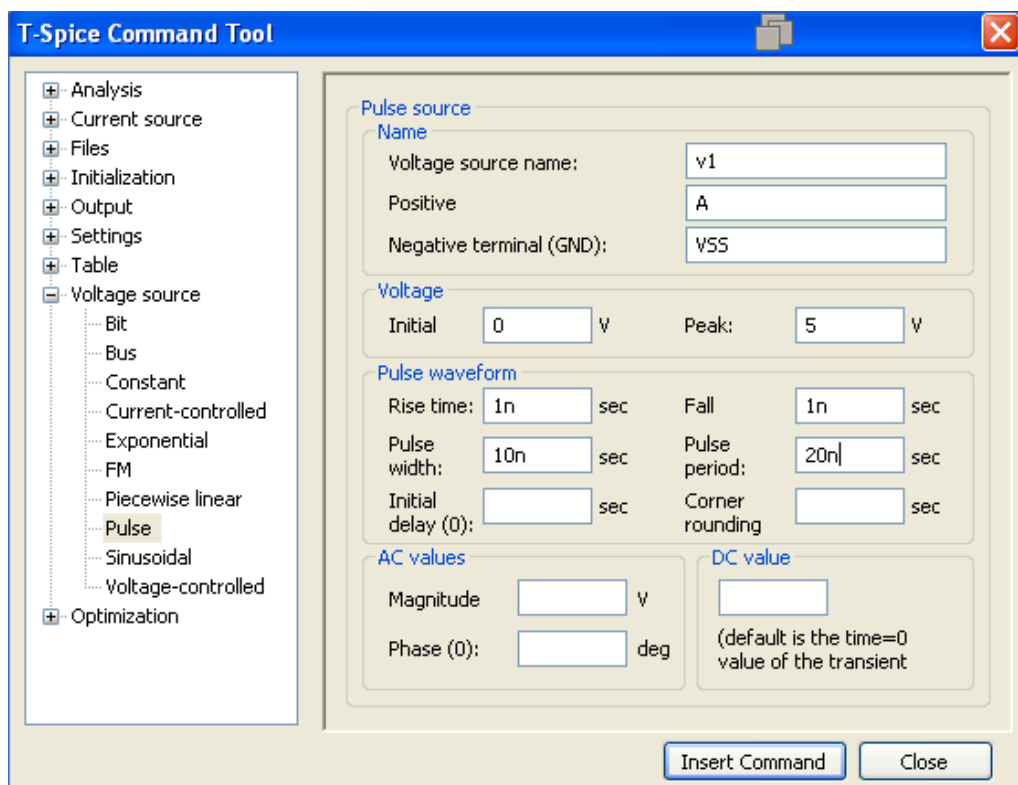 T-Spice Command Tool
Analysis
Current source
Files
Initialization
Output
Settings
Table
Voltage source
Bit
Bus
Constant
Current-controlled
Exponential
FM
Piecewise linear
Pulse
Sinusoidal
Voltage-controlled
Optimization
Pulse source
Name
Voltage source name: v1
Positive A
Negative terminal (GND): VSS
Voltage
Initial 0 V Peak: 5 V
Pulse waveform
Rise time: 1n sec Fall 1n sec
Pulse width: 10n sec Pulse period: 20n sec
Initial delay (0): sec Corner rounding sec
AC values
Magnitude V
Phase (0): deg
DC value
(default is the time=0
value of the transient
Insert Command Close